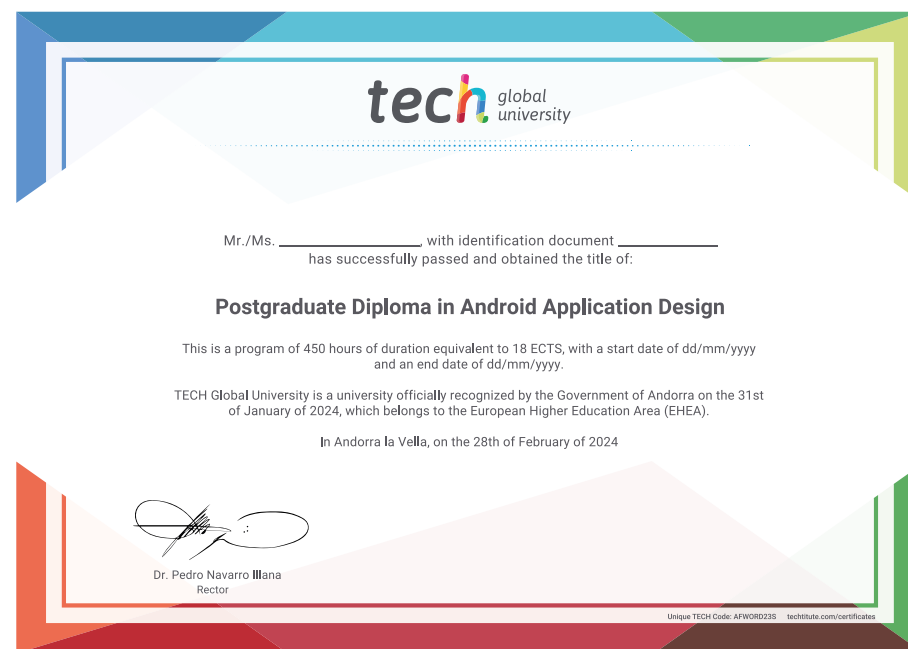 tech global
university
Mr./Ms. ____________________, with identification document ______________
has successfully passed and obtained the title of:
Postgraduate Diploma in Android Application Design
This is a program of 450 hours of duration equivalent to 18 ECTS, with a start date of dd/mm/yyyy
and an end date of dd/mm/yyyy.
TECH Global University is a university officially recognized by the Government of Andorra on the 31st
of January of 2024, which belongs to the European Higher Education Area (EHEA).
In Andorra la Vella, on the 28th of February of 2024
Dr. Pedro Navarro Illana
Rector
Unique TECH Code: AFWORD23S techtitute.com/certificates